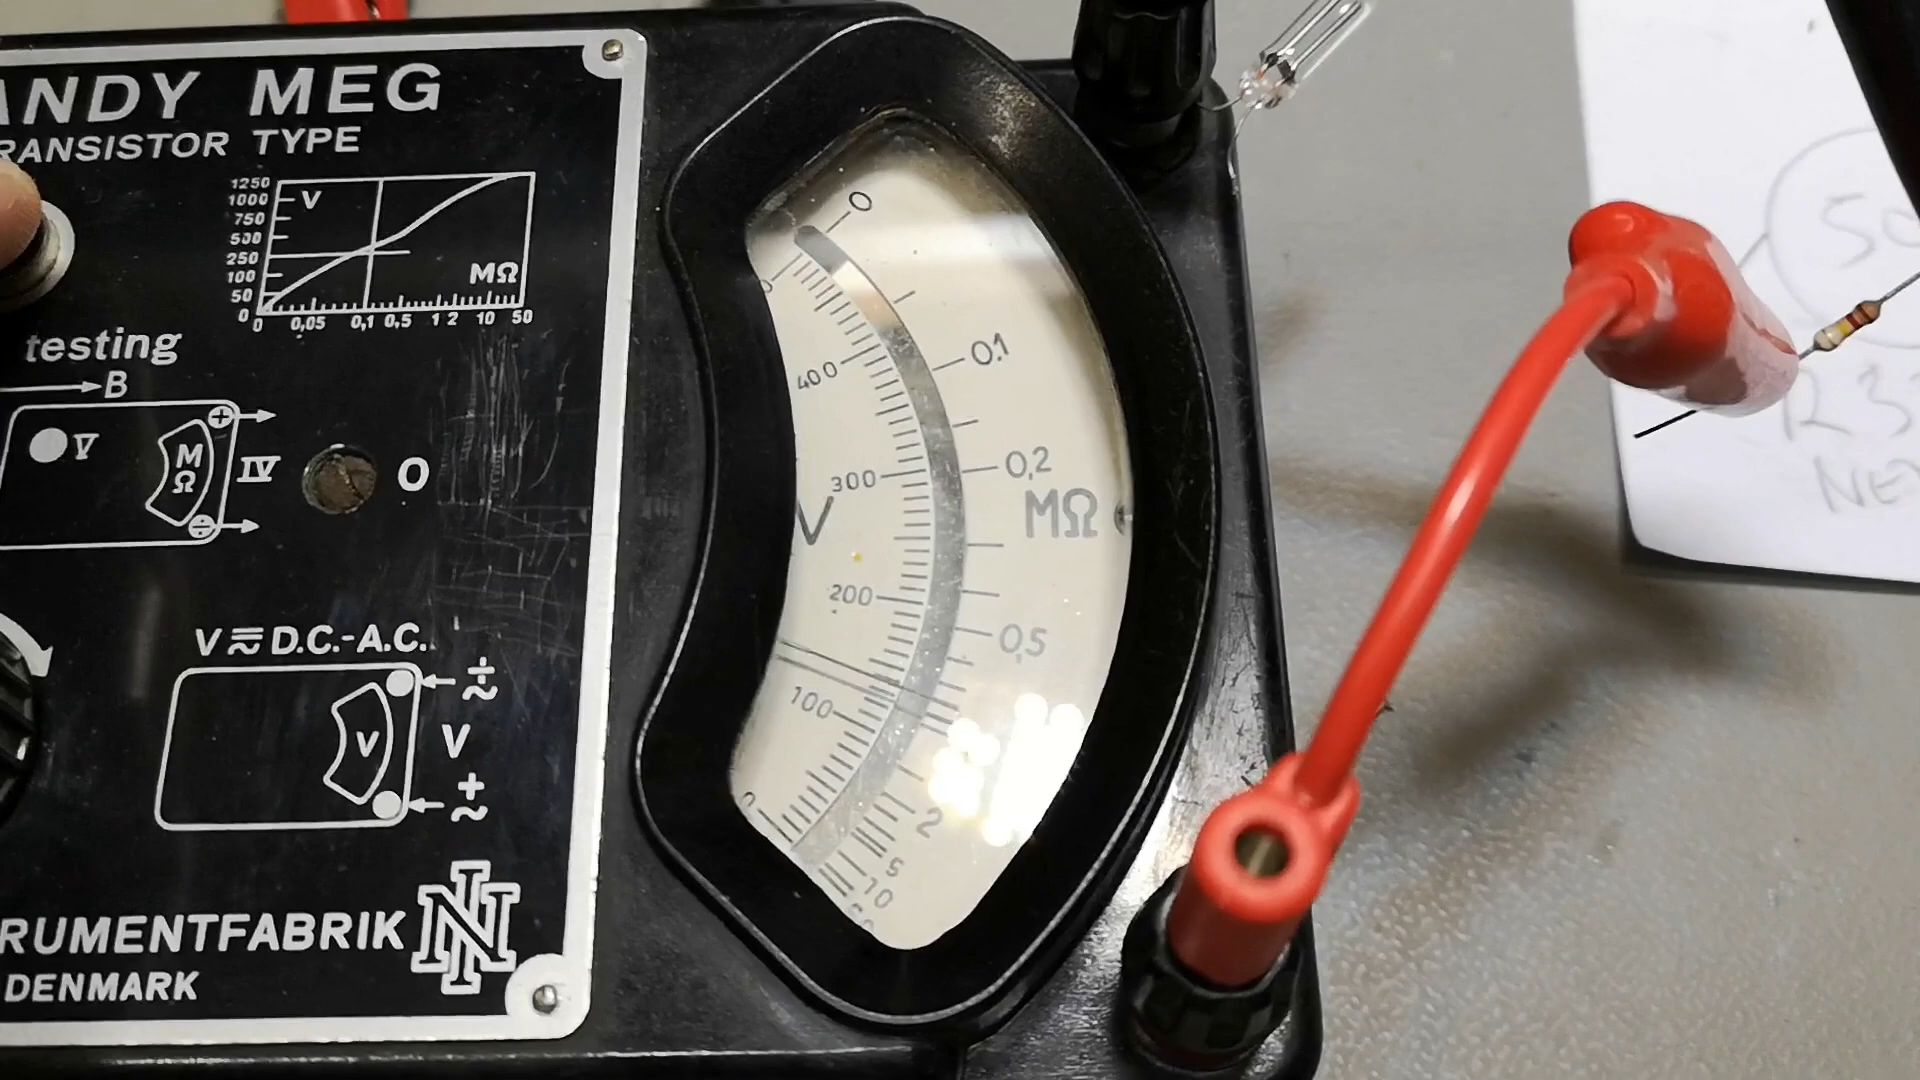 ANDY MEG
RANSISTOR TYPE
1250
1000
750
500
250
100
50
0
V
MΩ
0 0,05 0,1 0,5 1 2 10 50
testing
B
V
MΩ
IV
0
V ≂ D.C.-A.C.
÷
~
V
V
+
~
RUMENTFABRIK
DENMARK
0
0.1
400
300
0,2
V
MΩ
200
0,5
100
0
2
5
10